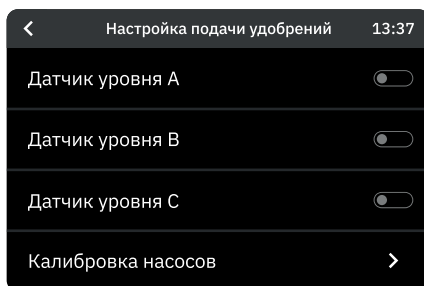 Настройка подачи удобрений 13:37
Датчик уровня A
Датчик уровня B
Датчик уровня C
Калибровка насосов